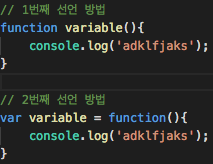 // 1번째 선언 방법
function variable(){
    console.log('adklfjaks');
}
// 2번째 선언 방법
var variable = function(){
    console.log('adklfjaks');
}